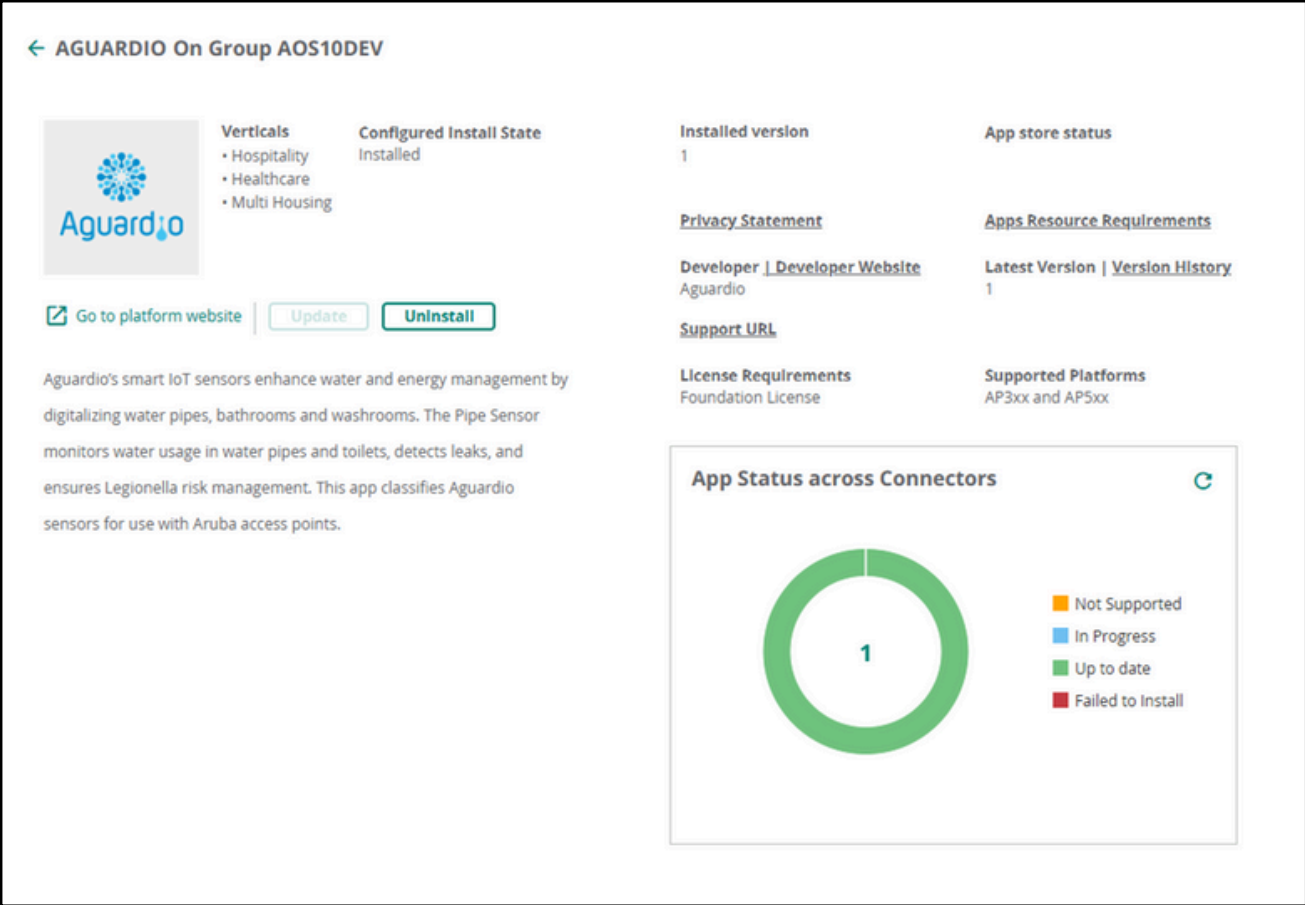 AGUARDIO On Group AOS10DEV
Aguardio
Verticals
• Hospitality
• Healthcare
• Multi Housing
Configured Install State
Installed
Go to platform website
Update
Uninstall
Aguardio’s smart IoT sensors enhance water and energy management by
digitalizing water pipes, bathrooms and washrooms. The Pipe Sensor
monitors water usage in water pipes and toilets, detects leaks, and
ensures Legionella risk management. This app classifies Aguardio
sensors for use with Aruba access points.
Installed version
1
App store status
Privacy Statement
Apps Resource Requirements
Developer | Developer Website
Aguardio
Latest Version | Version History
1
Support URL
License Requirements
Foundation License
Supported Platforms
AP3xx and AP5xx
App Status across Connectors
1
Not Supported
In Progress
Up to date
Failed to Install